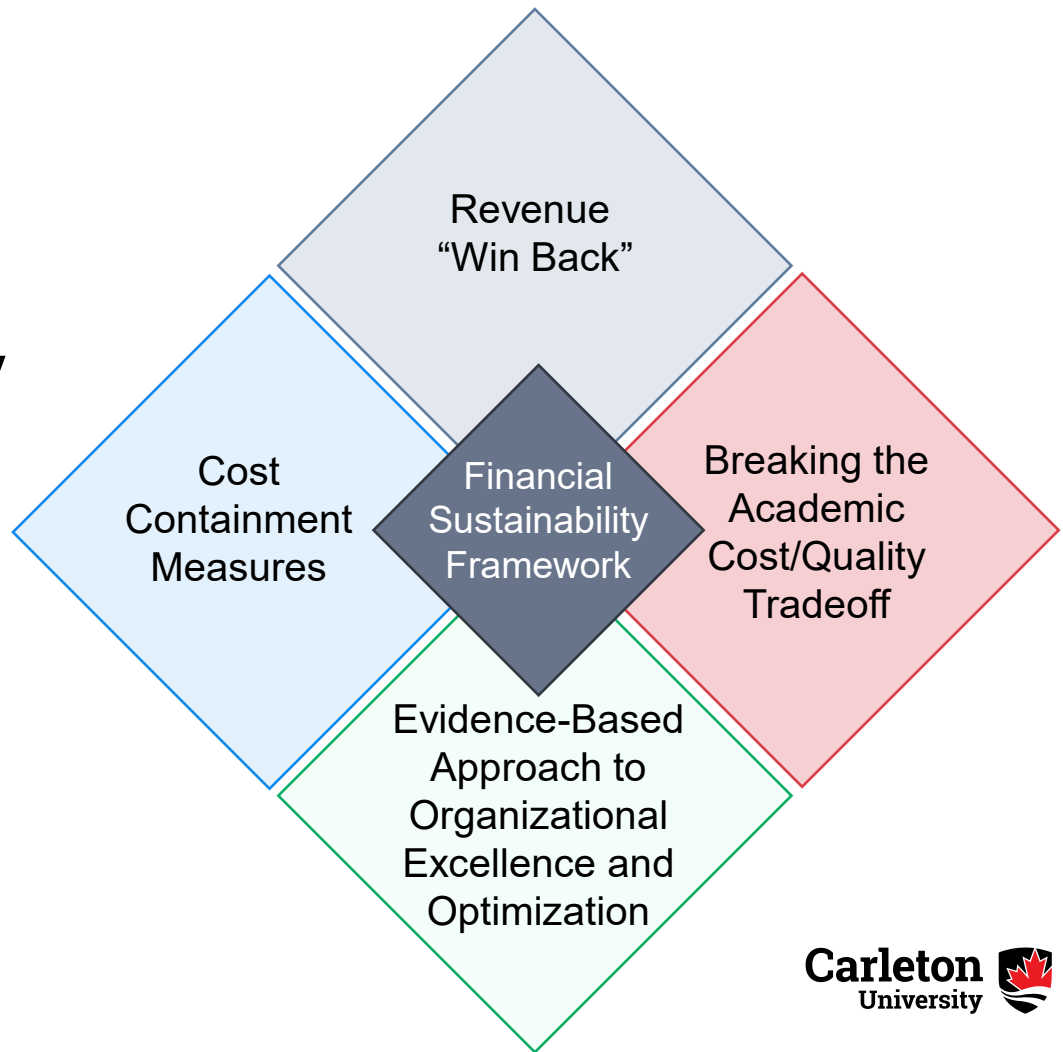 Revenue
“Win Back”
Cost
Containment
Measures
Financial
Sustainability
Framework
Breaking the
Academic
Cost/Quality
Tradeoff
Evidence-Based
Approach to
Organizational
Excellence and
Optimization
Carleton
University